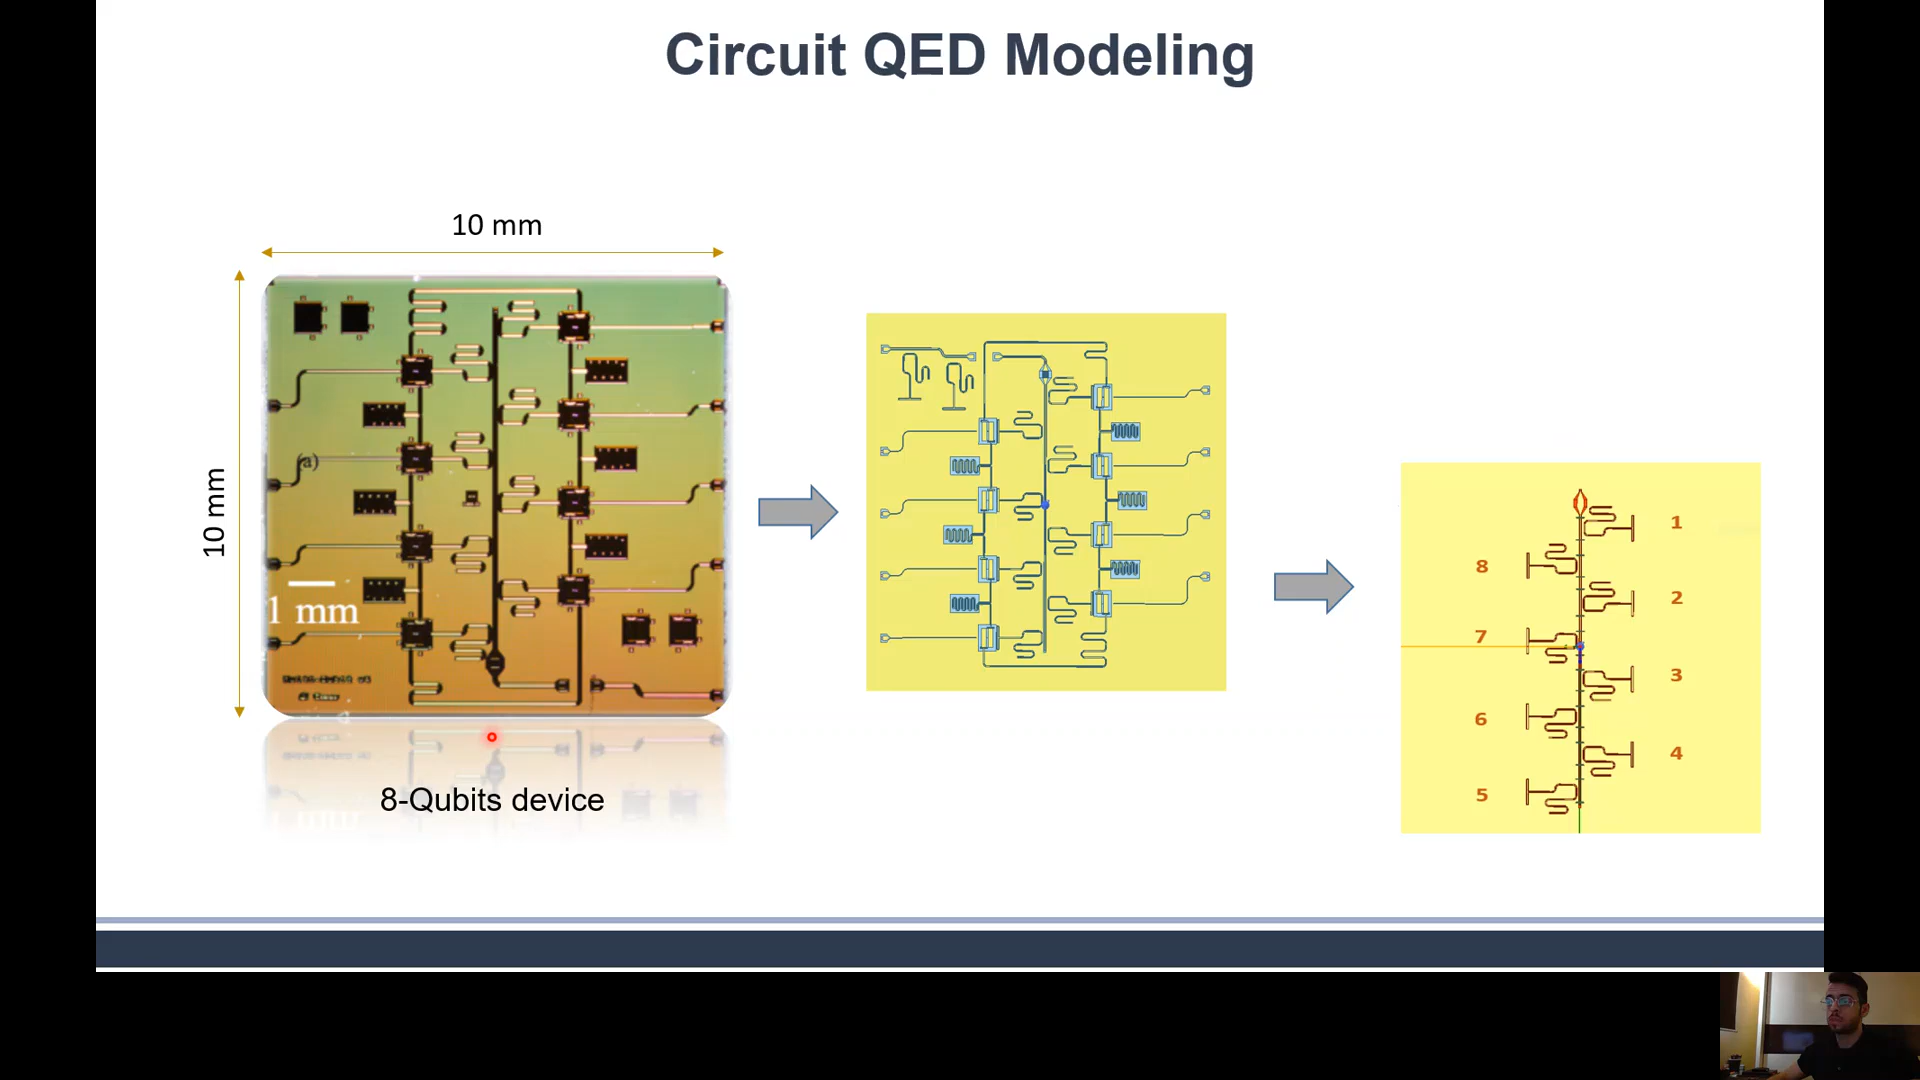 Circuit QED Modeling
10 mm
10 mm
(a)
1 mm
8-Qubits device
1
8
2
7
3
6
4
5